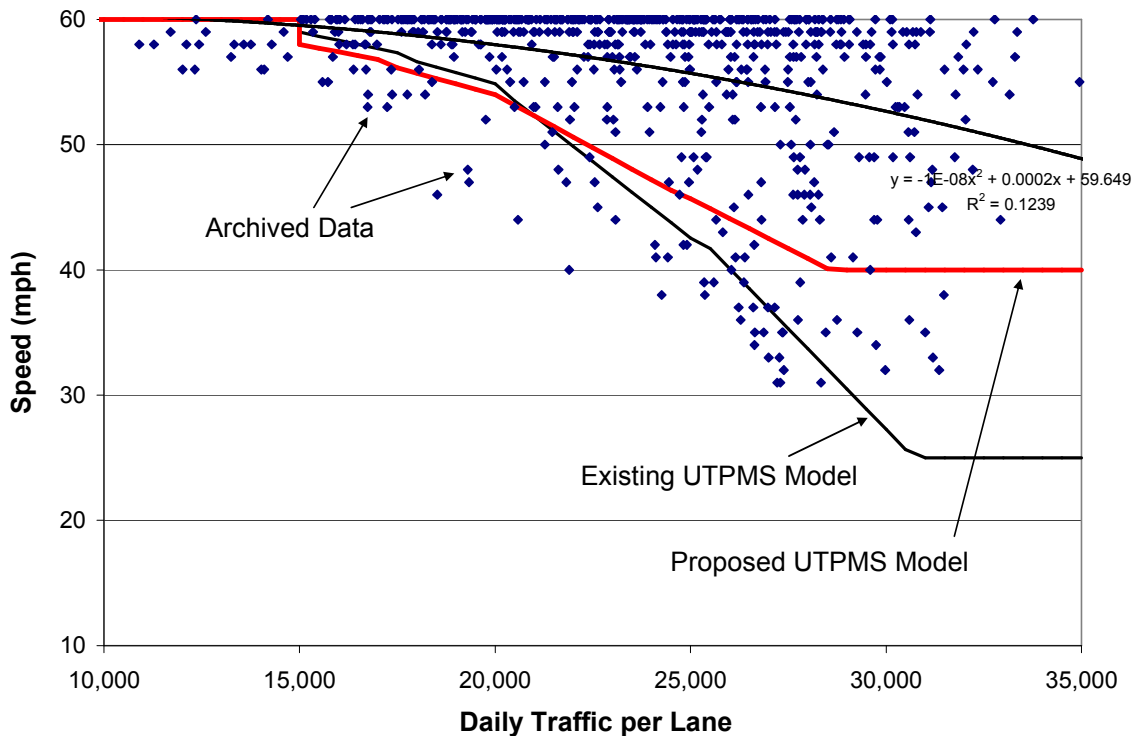 60
50
40
30
20
10
Speed (mph)
10,000
15,000
20,000
25,000
30,000
35,000
Daily Traffic per Lane
Archived Data
Existing UTPMS Model
Proposed UTPMS Model
y = -1E-08x² + 0.0002x + 59.649
R² = 0.1239